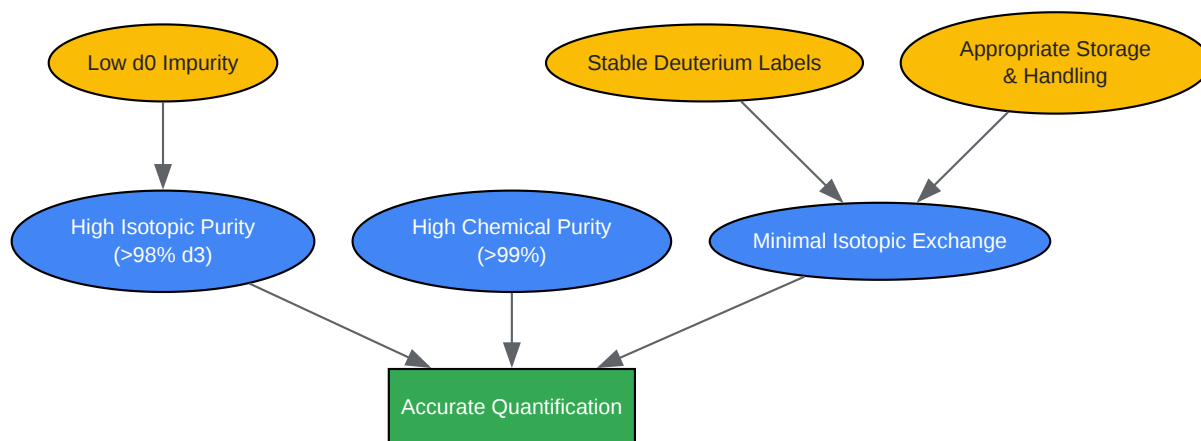 Low d0 Impurity
Stable Deuterium Labels
Appropriate Storage
& Handling
High Isotopic Purity
(>98% d3)
High Chemical Purity
(>99%)
Minimal Isotopic Exchange
Accurate Quantification